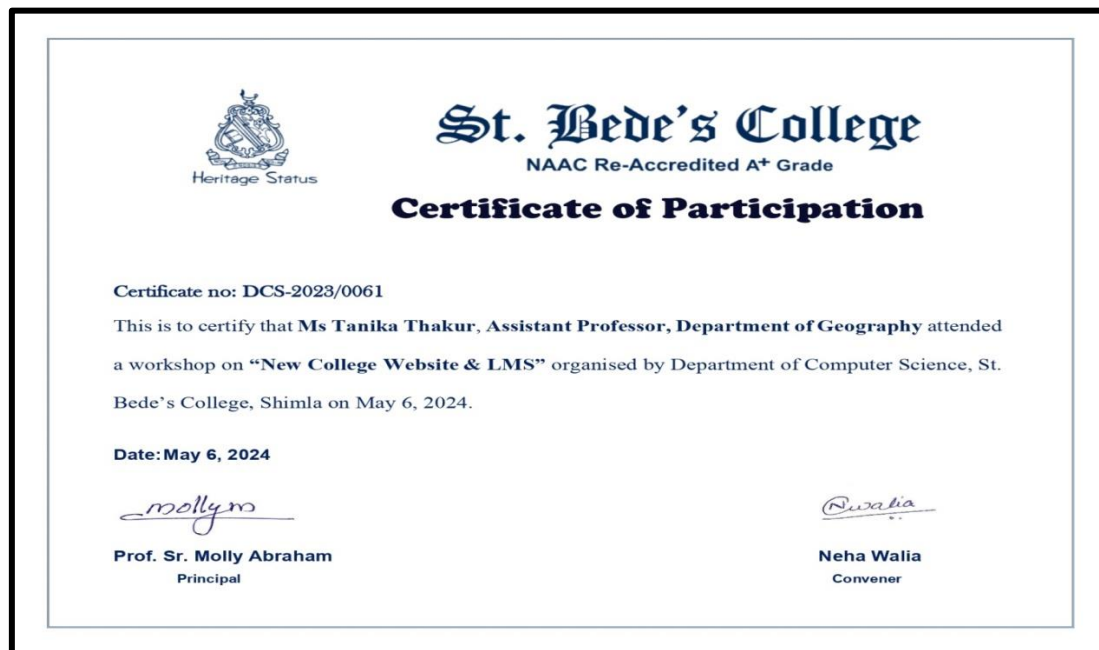 St. Bede's College
NAAC Re-Accredited A+ Grade
Heritage Status
Certificate of Participation
Certificate no: DCS-2023/0061
This is to certify that Ms Tanika Thakur, Assistant Professor, Department of Geography attended
a workshop on “New College Website & LMS” organised by Department of Computer Science, St.
Bede’s College, Shimla on May 6, 2024.
Date: May 6, 2024
mollym
Nwalia
Prof. Sr. Molly Abraham
Neha Walia
Principal
Convener